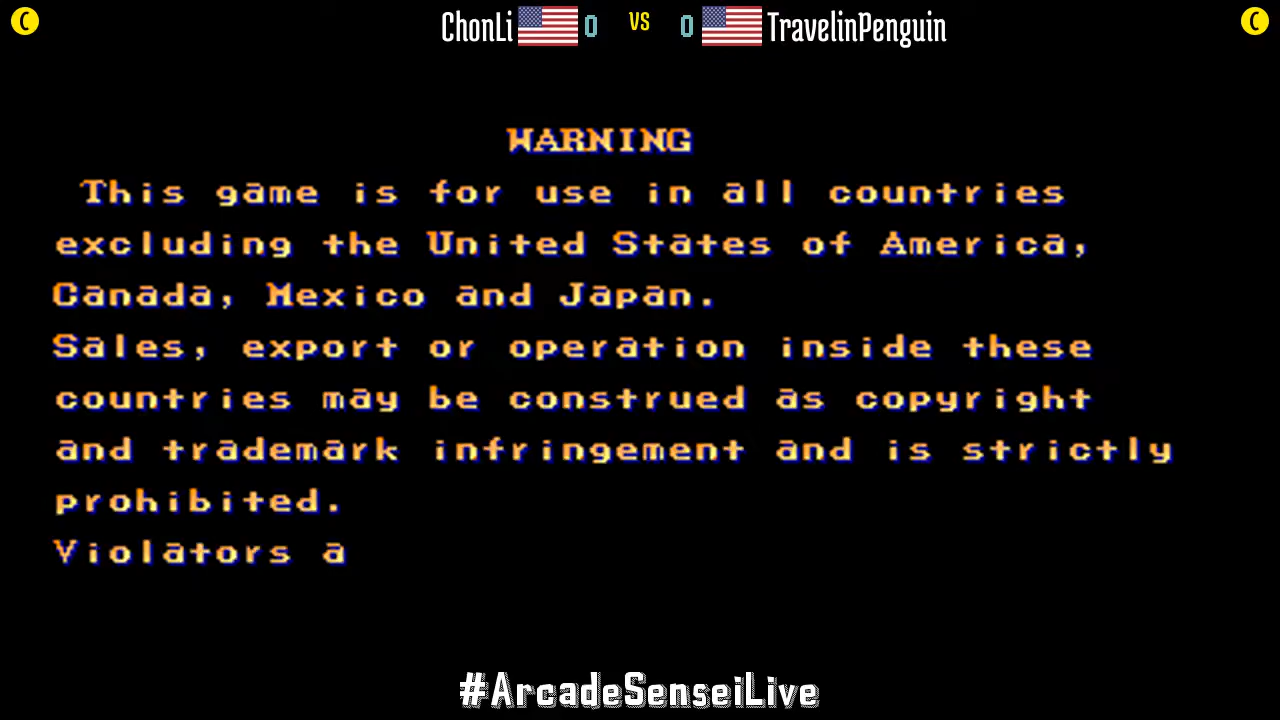 C ChonLi 0 VS 0 TravelinPenguin C
WARNING
This game is for use in all countries
excluding the United States of America,
Canada, Mexico and Japan.
Sales, export or operation inside these
countries may be construed as copyright
and trademark infringement and is strictly
prohibited.
Violators a
#ArcadeSenseiLive